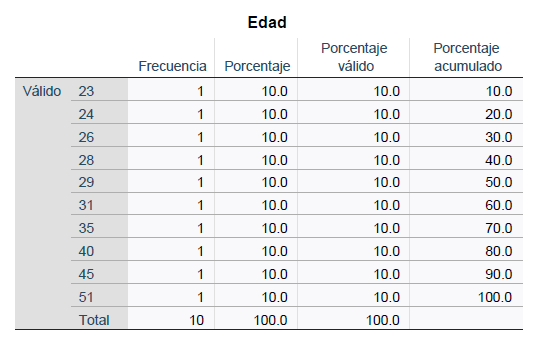 Edad
Frecuencia Porcentaje Porcentaje válido Porcentaje acumulado
Válido 23 1 10.0 10.0 10.0
24 1 10.0 10.0 20.0
26 1 10.0 10.0 30.0
28 1 10.0 10.0 40.0
29 1 10.0 10.0 50.0
31 1 10.0 10.0 60.0
35 1 10.0 10.0 70.0
40 1 10.0 10.0 80.0
45 1 10.0 10.0 90.0
51 1 10.0 10.0 100.0
Total 10 100.0 100.0